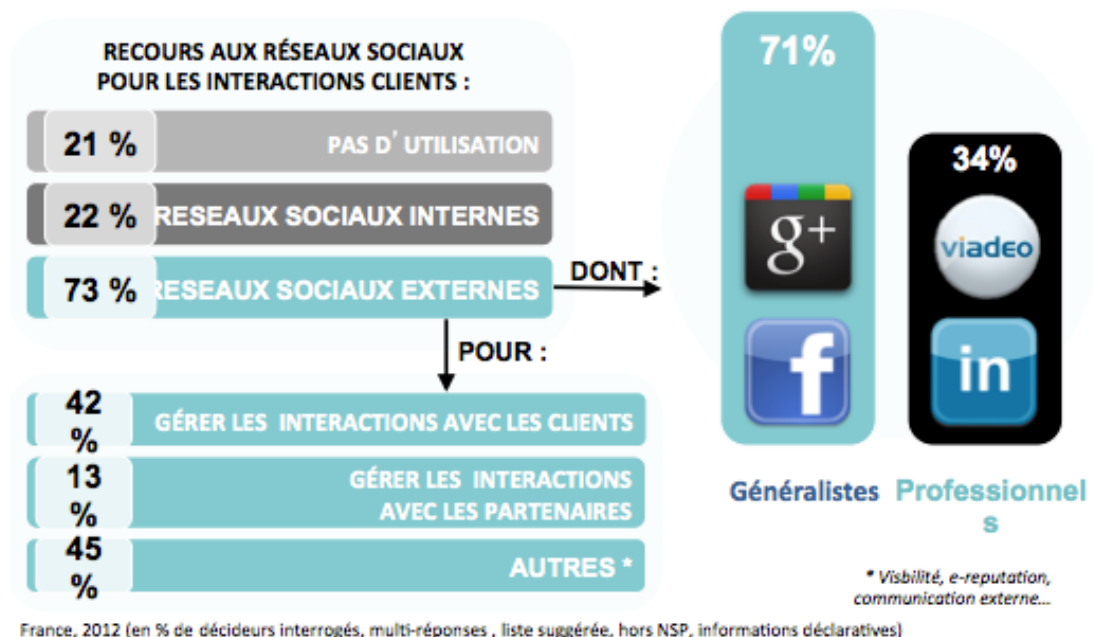 RECOURS AUX RÉSEAUX SOCIAUX
POUR LES INTERACTIONS CLIENTS :
21 % PAS D' UTILISATION
22 % RESEAUX SOCIAUX INTERNES
73 % RESEAUX SOCIAUX EXTERNES
DONT :
POUR :
42
%
GÉRER LES INTERACTIONS AVEC LES CLIENTS
13
%
GÉRER LES INTERACTIONS
AVEC LES PARTENAIRES
45
%
AUTRES *
71%
g+
f
Généralistes
34%
viadeo
in
Professionnel
s
* Visbilité, e-reputation,
communication externe...
France, 2012 (en % de décideurs interrogés, multi-réponses , liste suggérée, hors NSP, informations déclaratives)